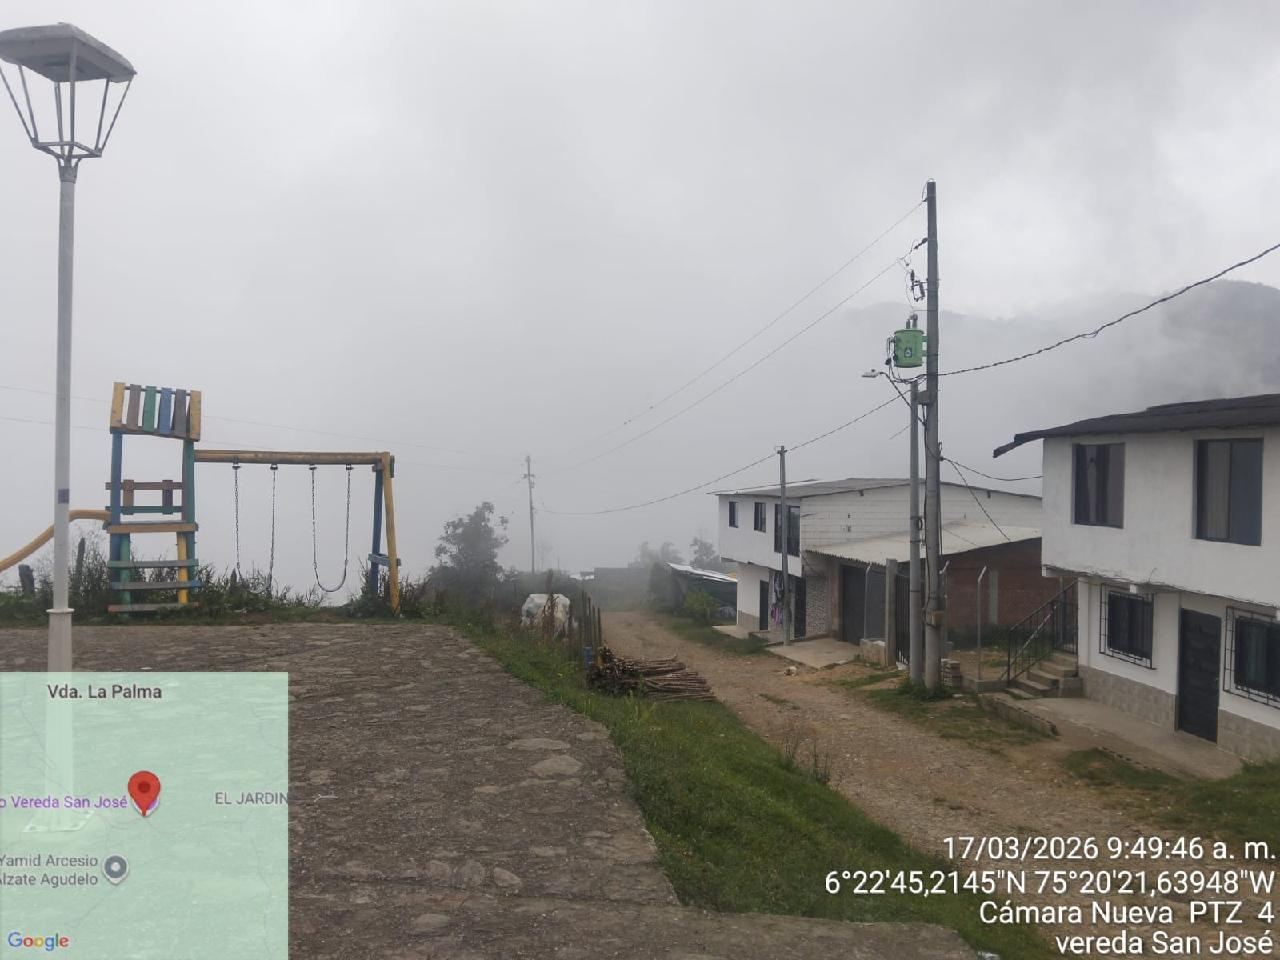 Vda. La Palma
o Vereda San José
EL JARDIN
Yamid Arcesio
Alzate Agudelo
Google
17/03/2026 9:49:46 a. m.
6°22'45,2145"N 75°20'21,63948"W
Cámara Nueva PTZ 4
vereda San José